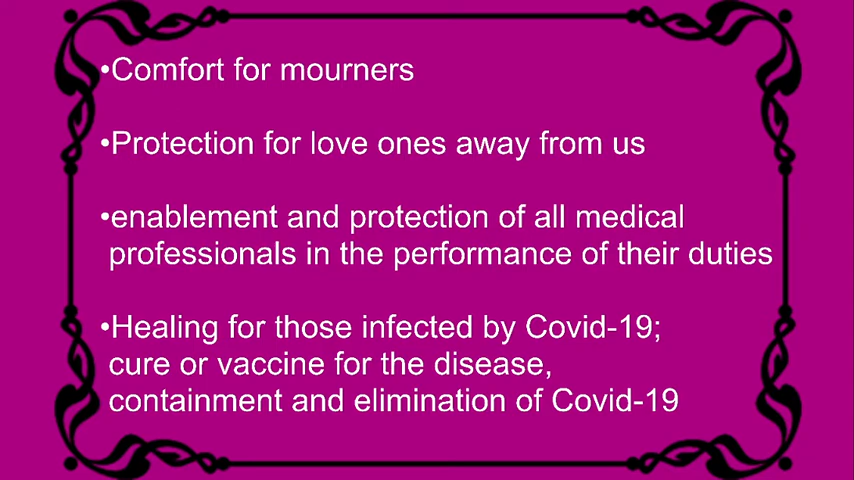 •Comfort for mourners
•Protection for love ones away from us
•enablement and protection of all medical
professionals in the performance of their duties
•Healing for those infected by Covid-19;
cure or vaccine for the disease,
containment and elimination of Covid-19